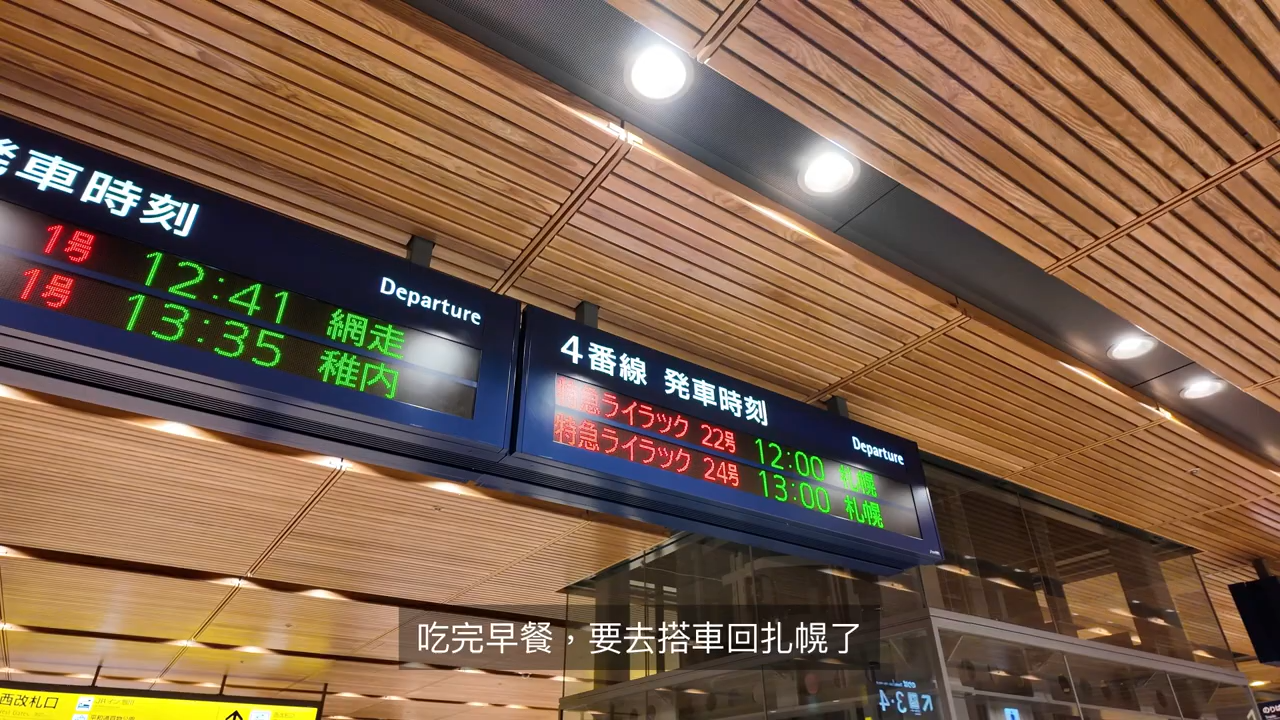 発車時刻
Departure
1号 12:41 網走
1号 13:35 稚内
4番線 発車時刻
Departure
特急ライラック 22号 12:00 札幌
特急ライラック 24号 13:00 札幌
吃完早餐，要去搭車回扎幌了
西改札口
3·4